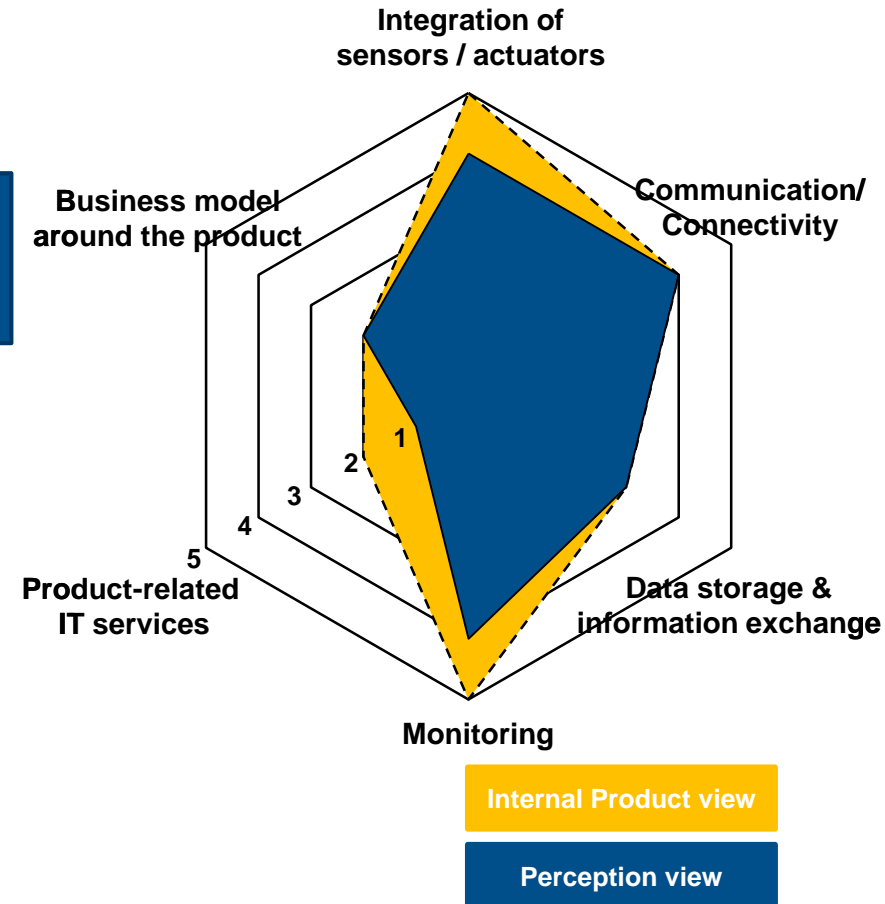 Integration of
sensors / actuators
Business model
around the product
Communication/
Connectivity
1
2
3
4
5
Product-related
IT services
Data storage &
information exchange
Monitoring
Internal Product view
Perception view